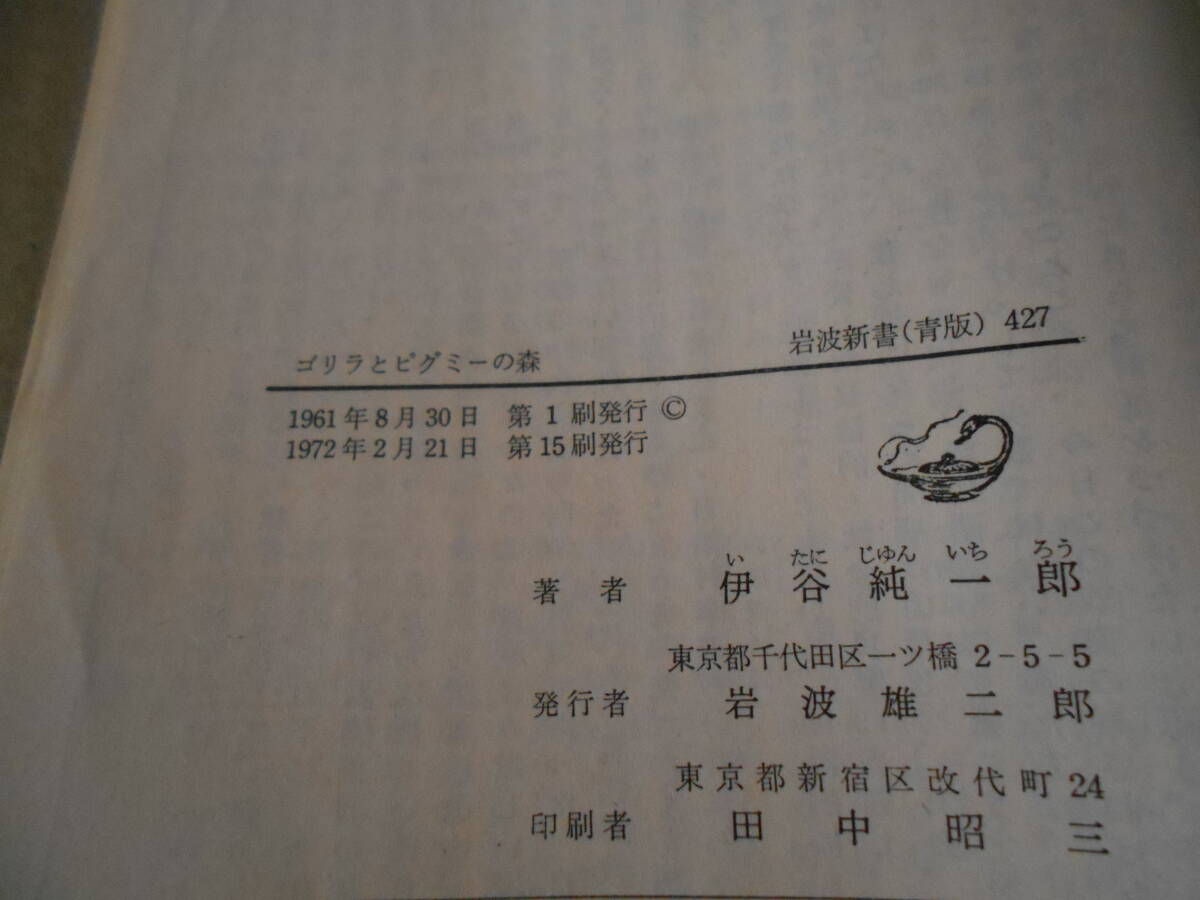 ゴリラとピグミーの森
岩波新書(青版) 427
1961年8月30日 第1刷発行 ©
1972年2月21日 第15刷発行
い たに じゆん いち ろう
著者 伊谷純一郎
東京都千代田区一ツ橋 2-5-5
発行者 岩波雄二郎
東京都新宿区改代町 24
印刷者 田中昭三